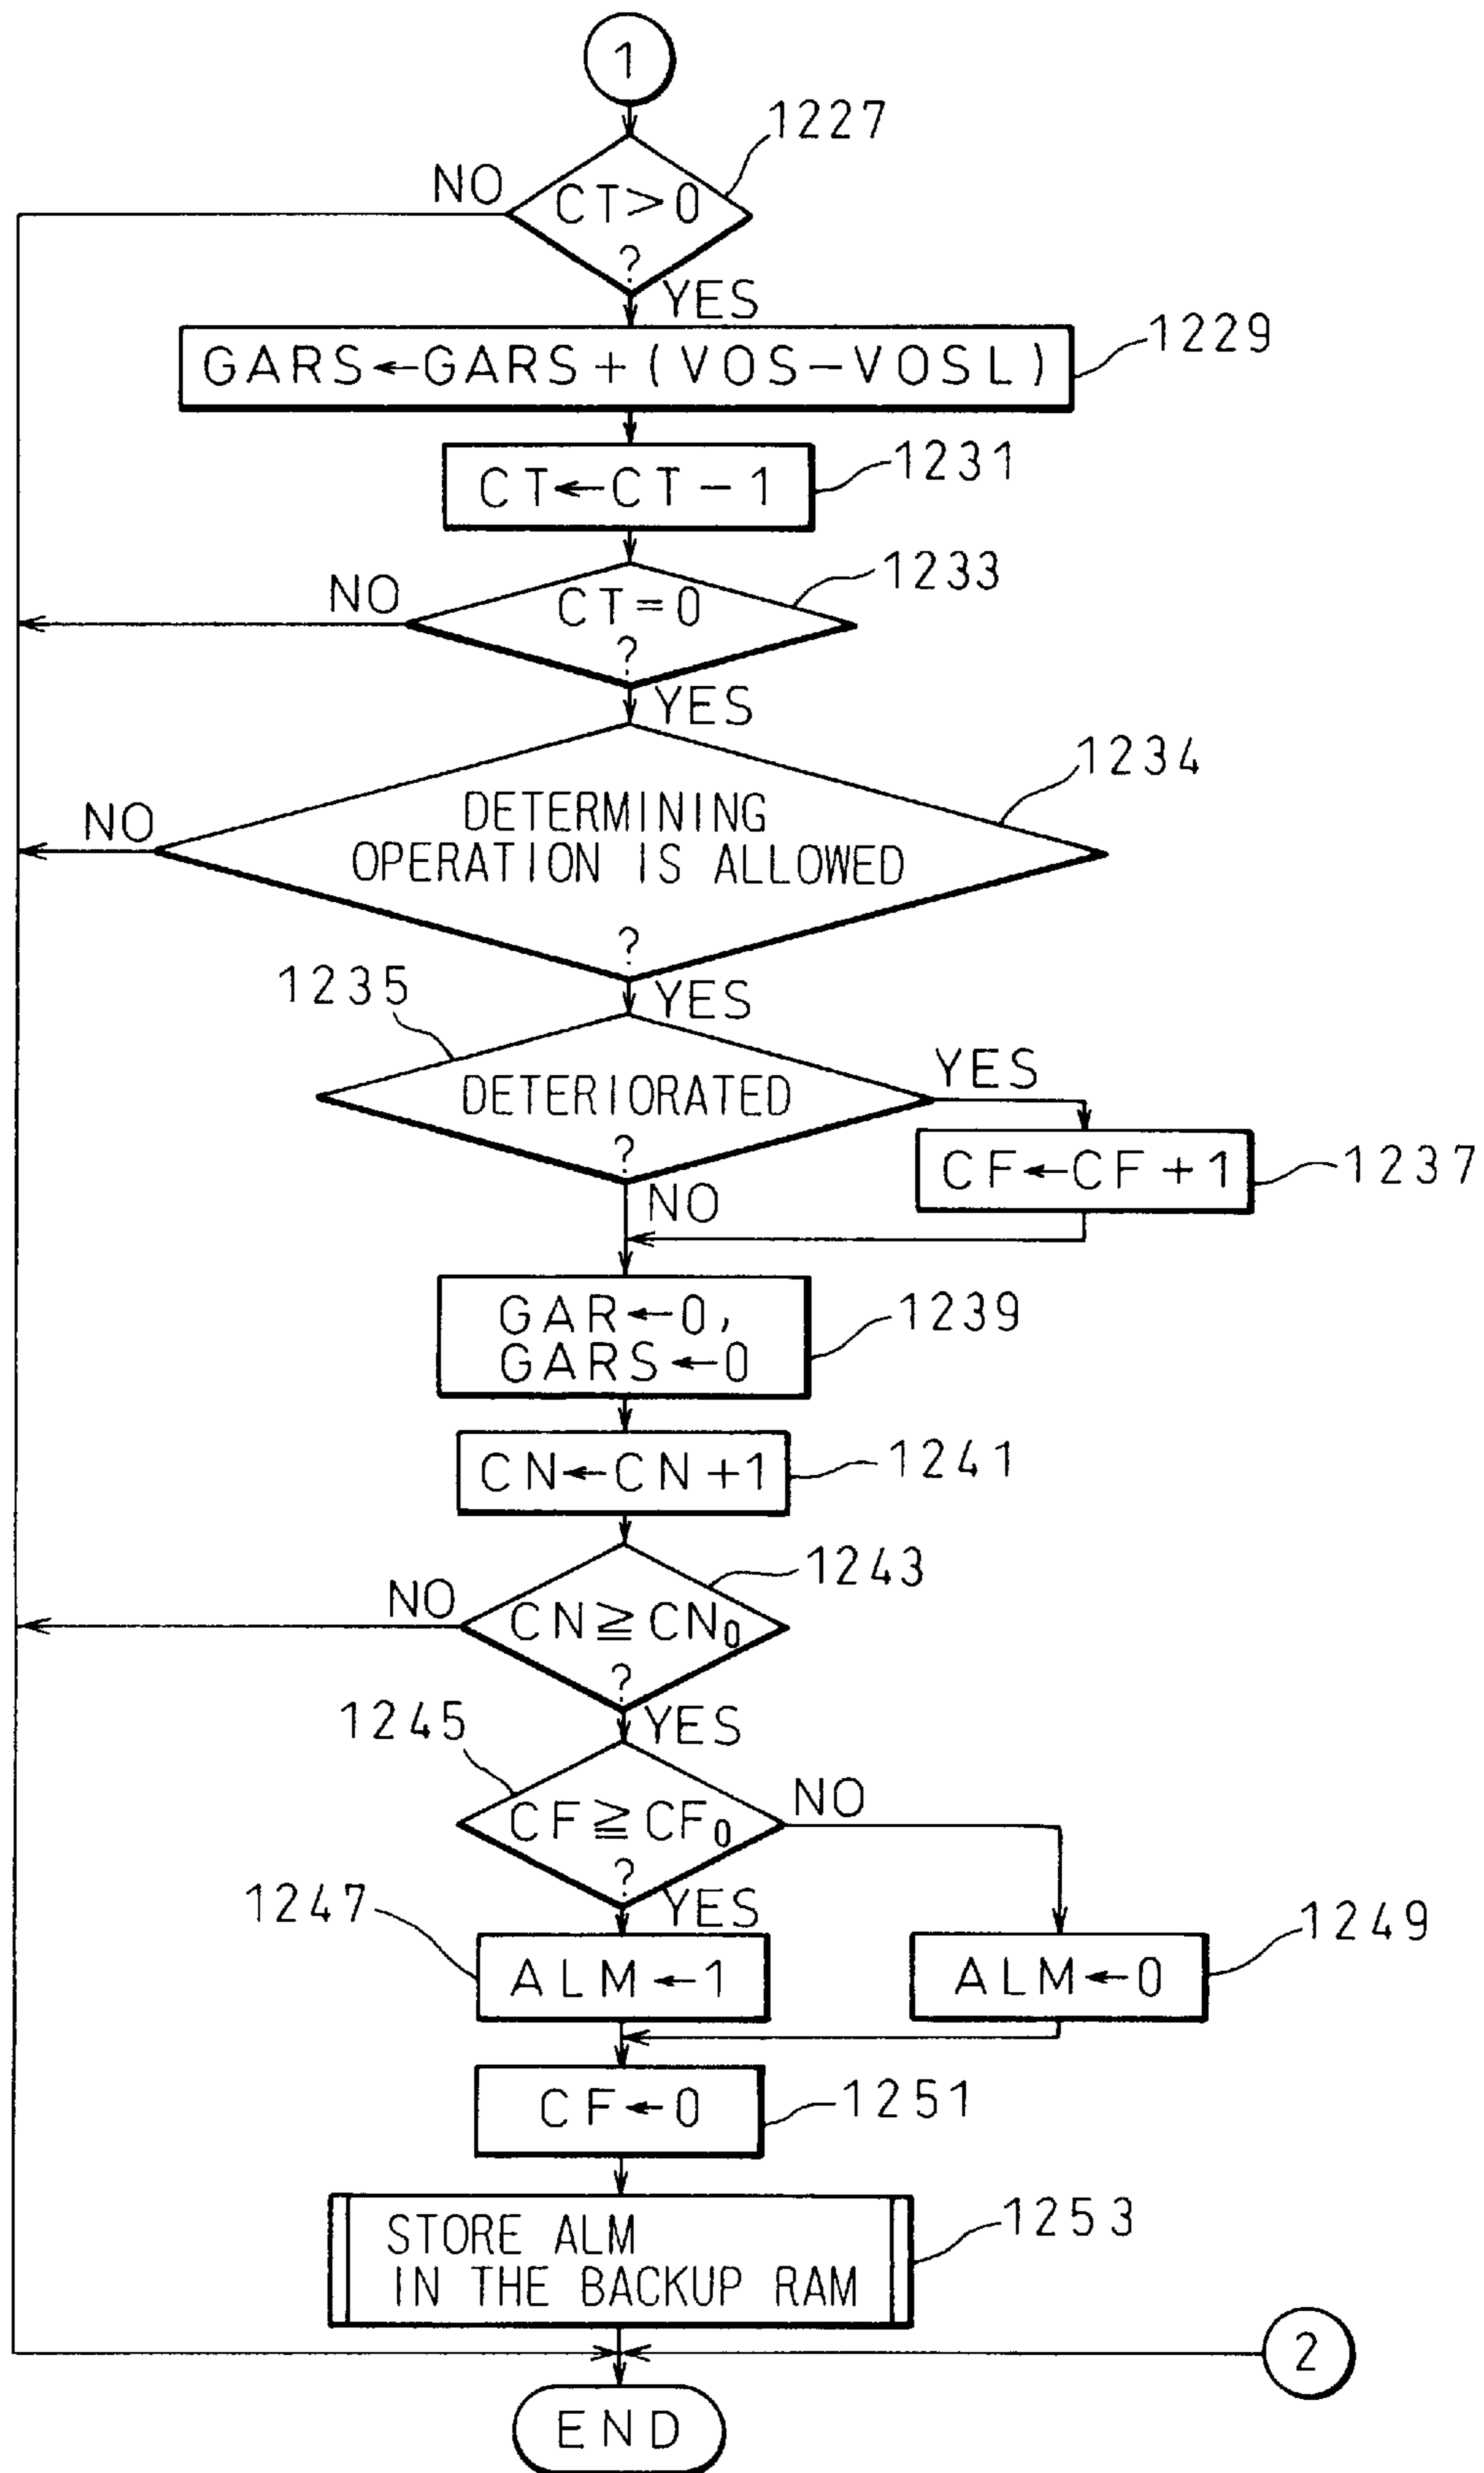 1
1227
NO
CT>0
?
YES
1229
GARS←GARS+(VOS−VOSL)
1231
CT←CT−1
1233
NO
CT=0
?
YES
1234
NO
DETERMINING
OPERATION IS ALLOWED
?
1235
YES
YES
DETERIORATED
?
CF←CF+1
1237
NO
GAR←0,
GARS←0
1239
CN←CN+1
1241
1243
NO
CN≧CN₀
?
1245
YES
NO
CF≧CF₀
?
1247
YES
1249
ALM←1
ALM←0
CF←0
1251
1253
STORE ALM
IN THE BACKUP RAM
2
END